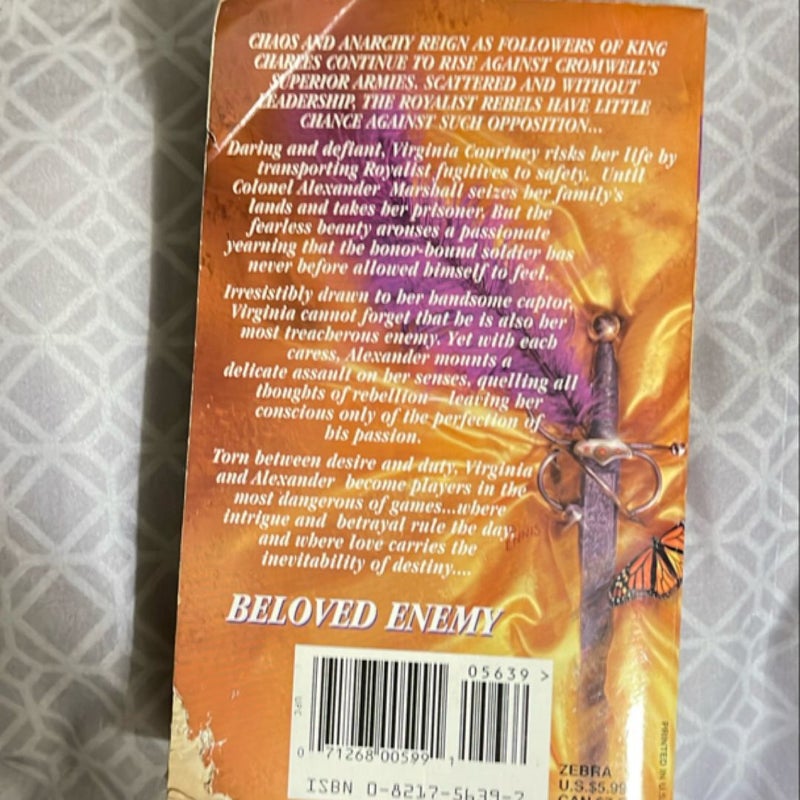 CHAOS AND ANARCHY REIGN AS FOLLOWERS OF KING
CHARLES CONTINUE TO RISE AGAINST CROMWELL'S
SUPERIOR ARMIES. SCATTERED AND WITHOUT
LEADERSHIP, THE ROYALIST REBELS HAVE LITTLE
CHANCE AGAINST SUCH OPPOSITION...
Daring and defiant, Virginia Courtney risks her life by
transporting Royalist fugitives to safety. Until
Colonel Alexander Marshall seizes her family's
lands and takes her prisoner. But the
fearless beauty arouses a passionate
yearning that the honor-bound soldier has
never before allowed himself to feel.
Irresistibly drawn to her handsome captor,
Virginia cannot forget that he is also her
most treacherous enemy. Yet with each
caress, Alexander mounts a
delicate assault on her senses, quelling all
thoughts of rebellion—leaving her
conscious only of the perfection of
his passion.
Torn between desire and duty, Virginia
and Alexander become players in the
most dangerous of games...where
intrigue and betrayal rule the day,
and where love carries the
inevitability of destiny....
ENNIS
BELOVED ENEMY
05639 >
UPC
0 71268 00599 1
ISBN 0-8217-5639-7
ZEBRA
U.S.$5.99
CAN
PRINTED IN U.S.